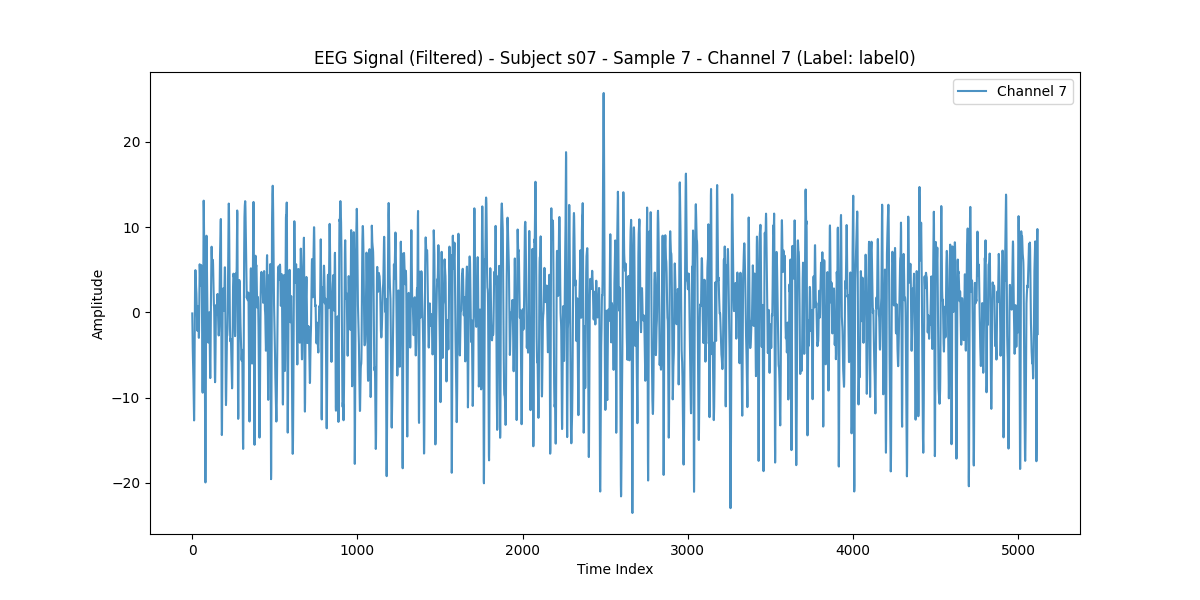 EEG Signal (Filtered) - Subject s07 - Sample 7 - Channel 7 (Label: label0)
Channel 7
20
10
0
−10
−20
Amplitude
0 1000 2000 3000 4000 5000
Time Index